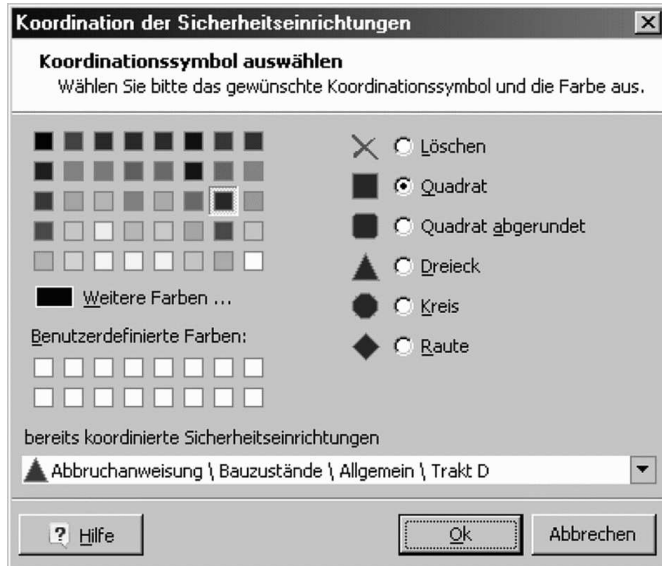 Koordination der Sicherheitseinrichtungen
Koordinationssymbol auswählen
Wählen Sie bitte das gewünschte Koordinationssymbol und die Farbe aus.
Löschen
Quadrat
Quadrat abgerundet
Dreieck
Kreis
Raute
Weitere Farben ...
Benutzerdefinierte Farben:
bereits koordinierte Sicherheitseinrichtungen
Abbruchanweisung \ Bauzustände \ Allgemein \ Trakt D
? Hilfe
Ok
Abbrechen